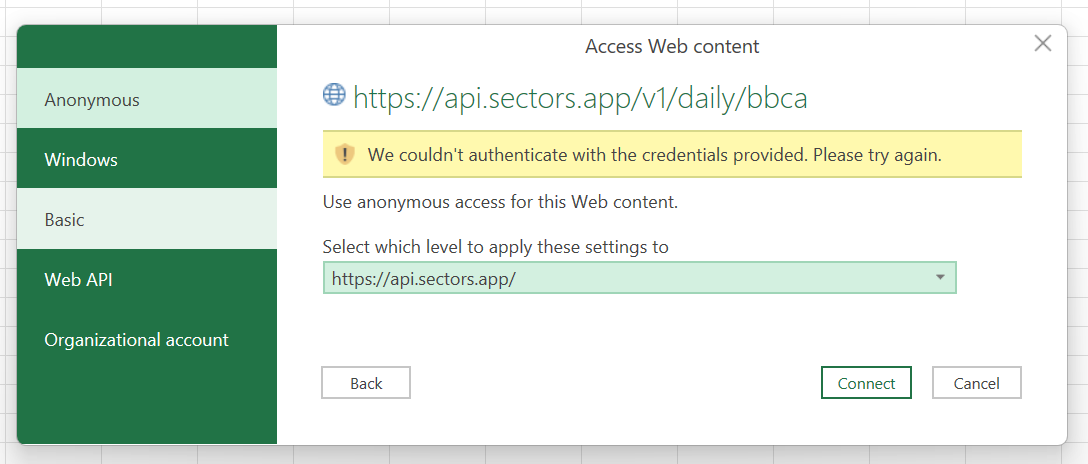 Access Web content
Anonymous
Windows
Basic
Web API
Organizational account
https://api.sectors.app/v1/daily/bbca
We couldn't authenticate with the credentials provided. Please try again.
Use anonymous access for this Web content.
Select which level to apply these settings to
https://api.sectors.app/
Back
Connect
Cancel